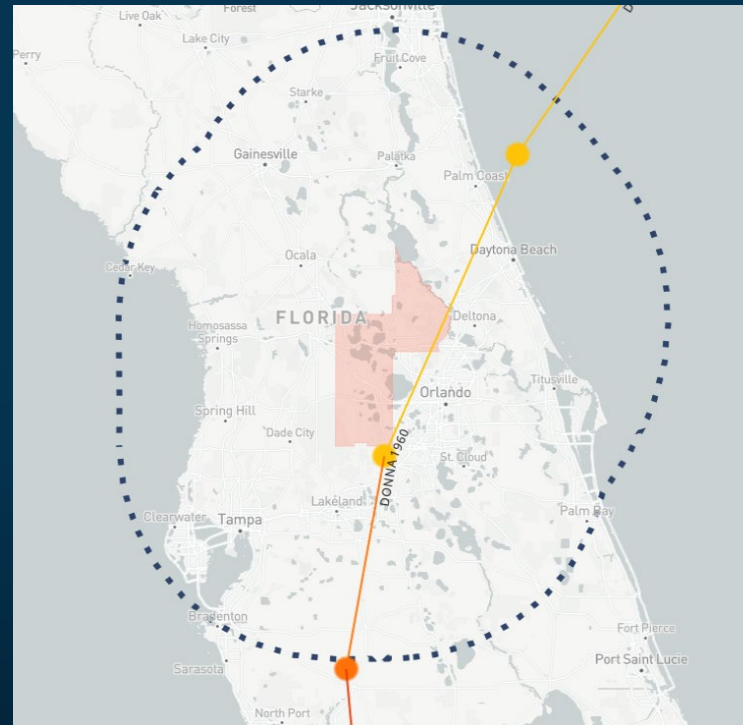 Jacksonville
Live Oak
Forest
Lake City
Perry
Fruit Cove
Starke
Gainesville
Palatka
Palm Coast
Ocala
Daytona Beach
Cedar Key
FLORIDA
Deltona
Homosassa
Springs
Titusville
Orlando
Spring Hill
Dade City
St. Cloud
DONNA 1960
Lakeland
Clearwater
Tampa
Palm Bay
Bradenton
Fort Pierce
Sarasota
Port Saint Lucie
North Port